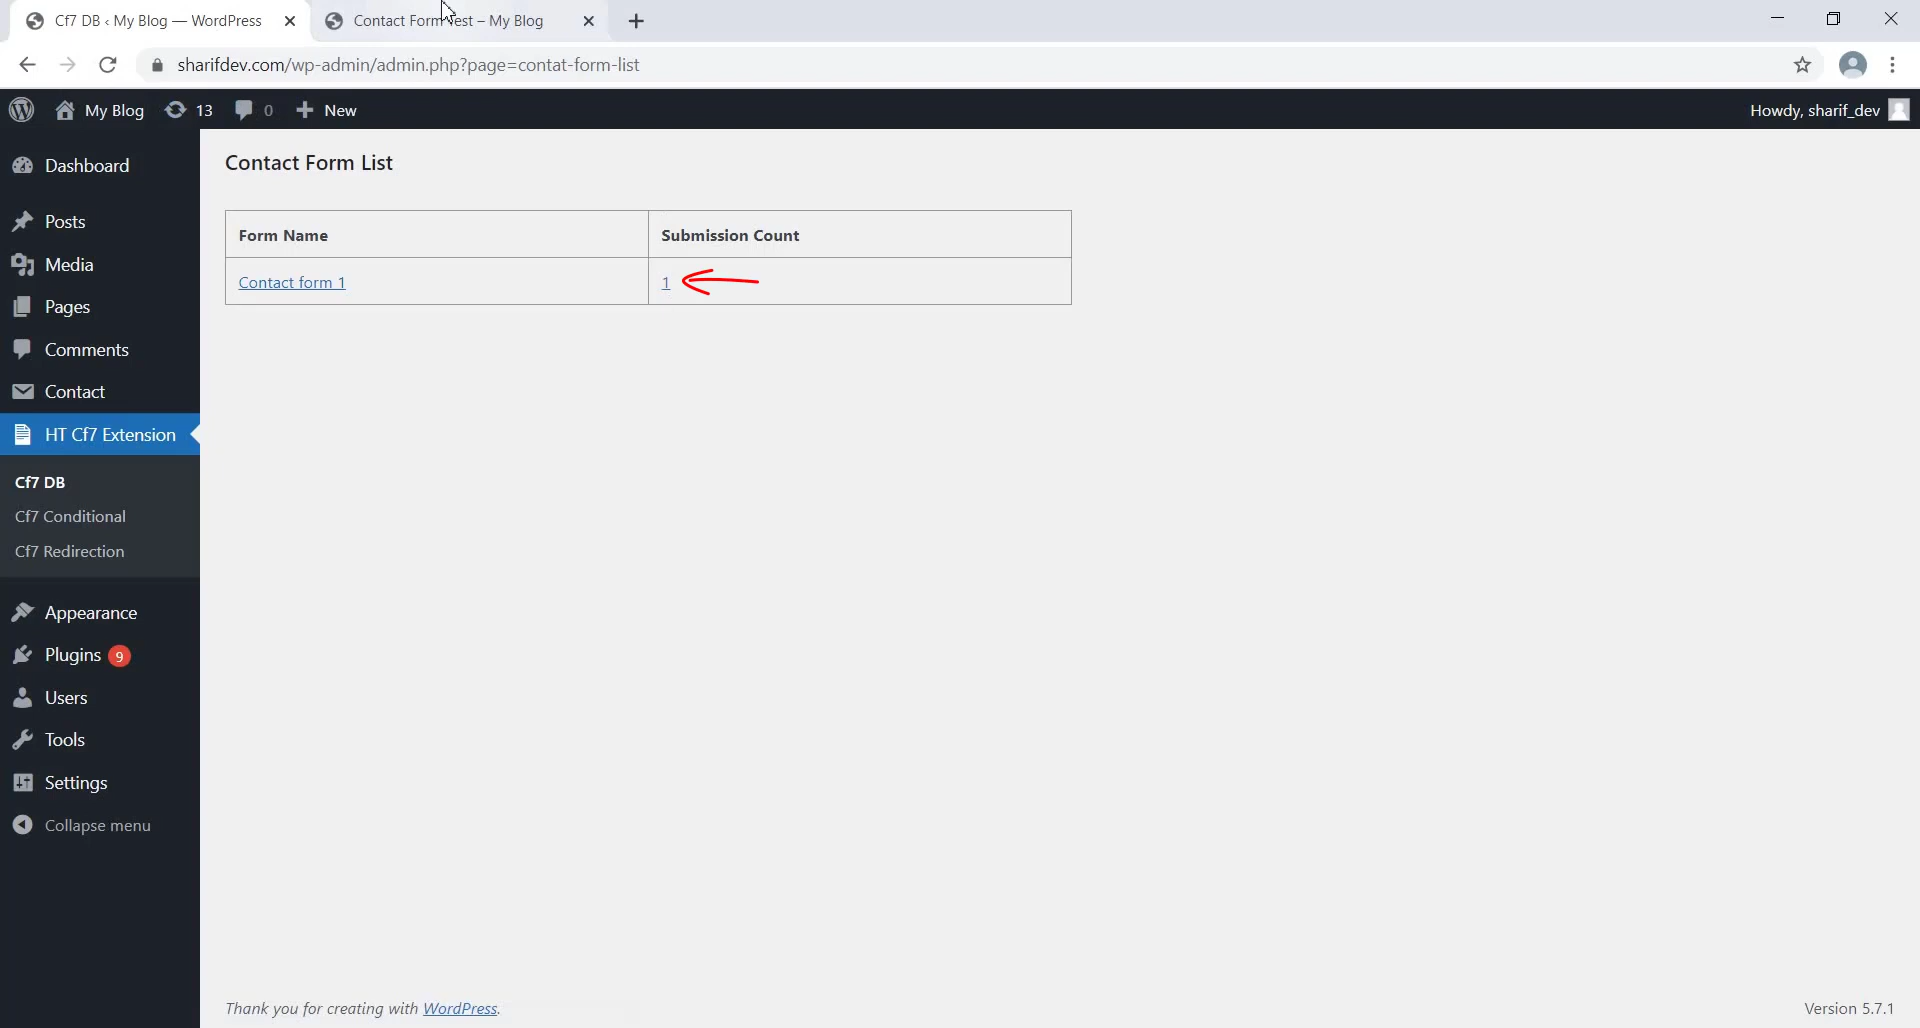 Cf7 DB ‹ My Blog — WordPress
Contact Form – My Blog
sharifdev.com/wp-admin/admin.php?page=contat-form-list
My Blog 13 0 New
Howdy, sharif_dev
Dashboard
Posts
Media
Pages
Comments
Contact
HT Cf7 Extension
Cf7 DB
Cf7 Conditional
Cf7 Redirection
Appearance
Plugins 9
Users
Tools
Settings
Collapse menu
Contact Form List
Form Name Submission Count
Contact form 1 1
Thank you for creating with WordPress.
Version 5.7.1